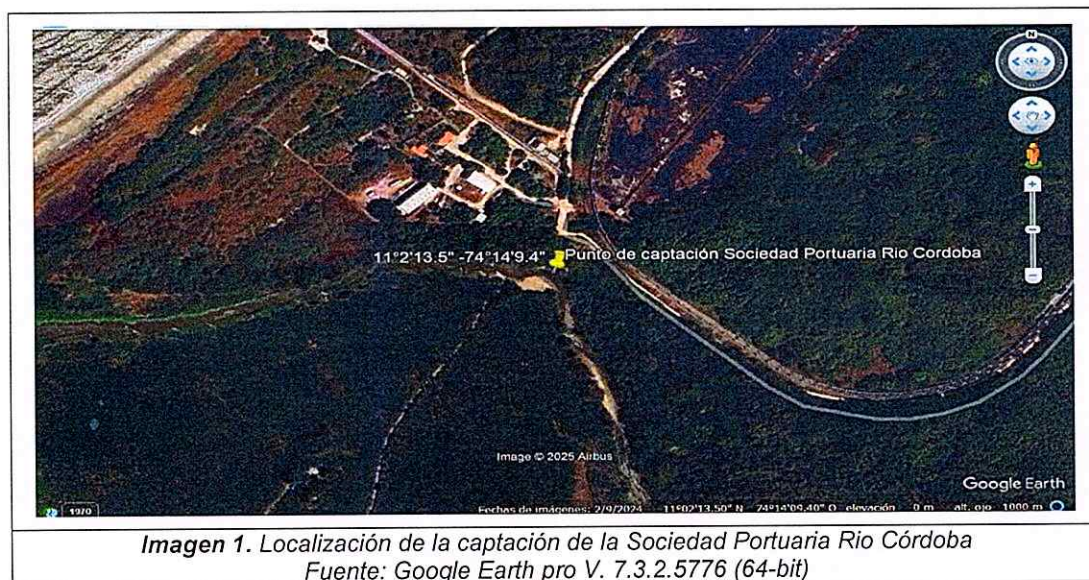 N
11°2'13.5" -74°14'9.4" Punto de captación Sociedad Portuaria Rio Cordoba
Image © 2025 Airbus
Google Earth
1970
Fechas de imágenes: 2/9/2024 11°02'13.50" N 74°14'09.40" O elevación 0 m alt. ojo 1000 m
Imagen 1. Localización de la captación de la Sociedad Portuaria Rio Córdoba
Fuente: Google Earth pro V. 7.3.2.5776 (64-bit)